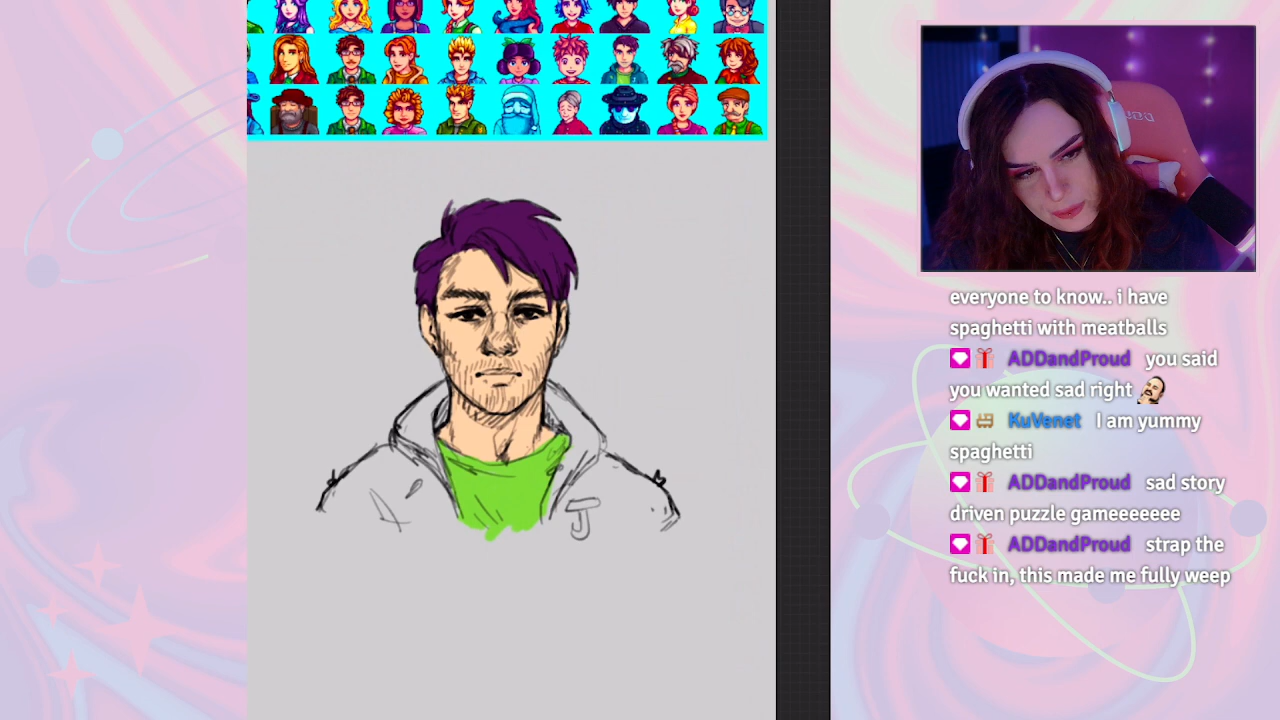 everyone to know.. i have
spaghetti with meatballs
ADDandProud you said
you wanted sad right
KuVenet I am yummy
spaghetti
ADDandProud sad story
driven puzzle gameeeeeee
ADDandProud strap the
fuck in, this made me fully weep
J